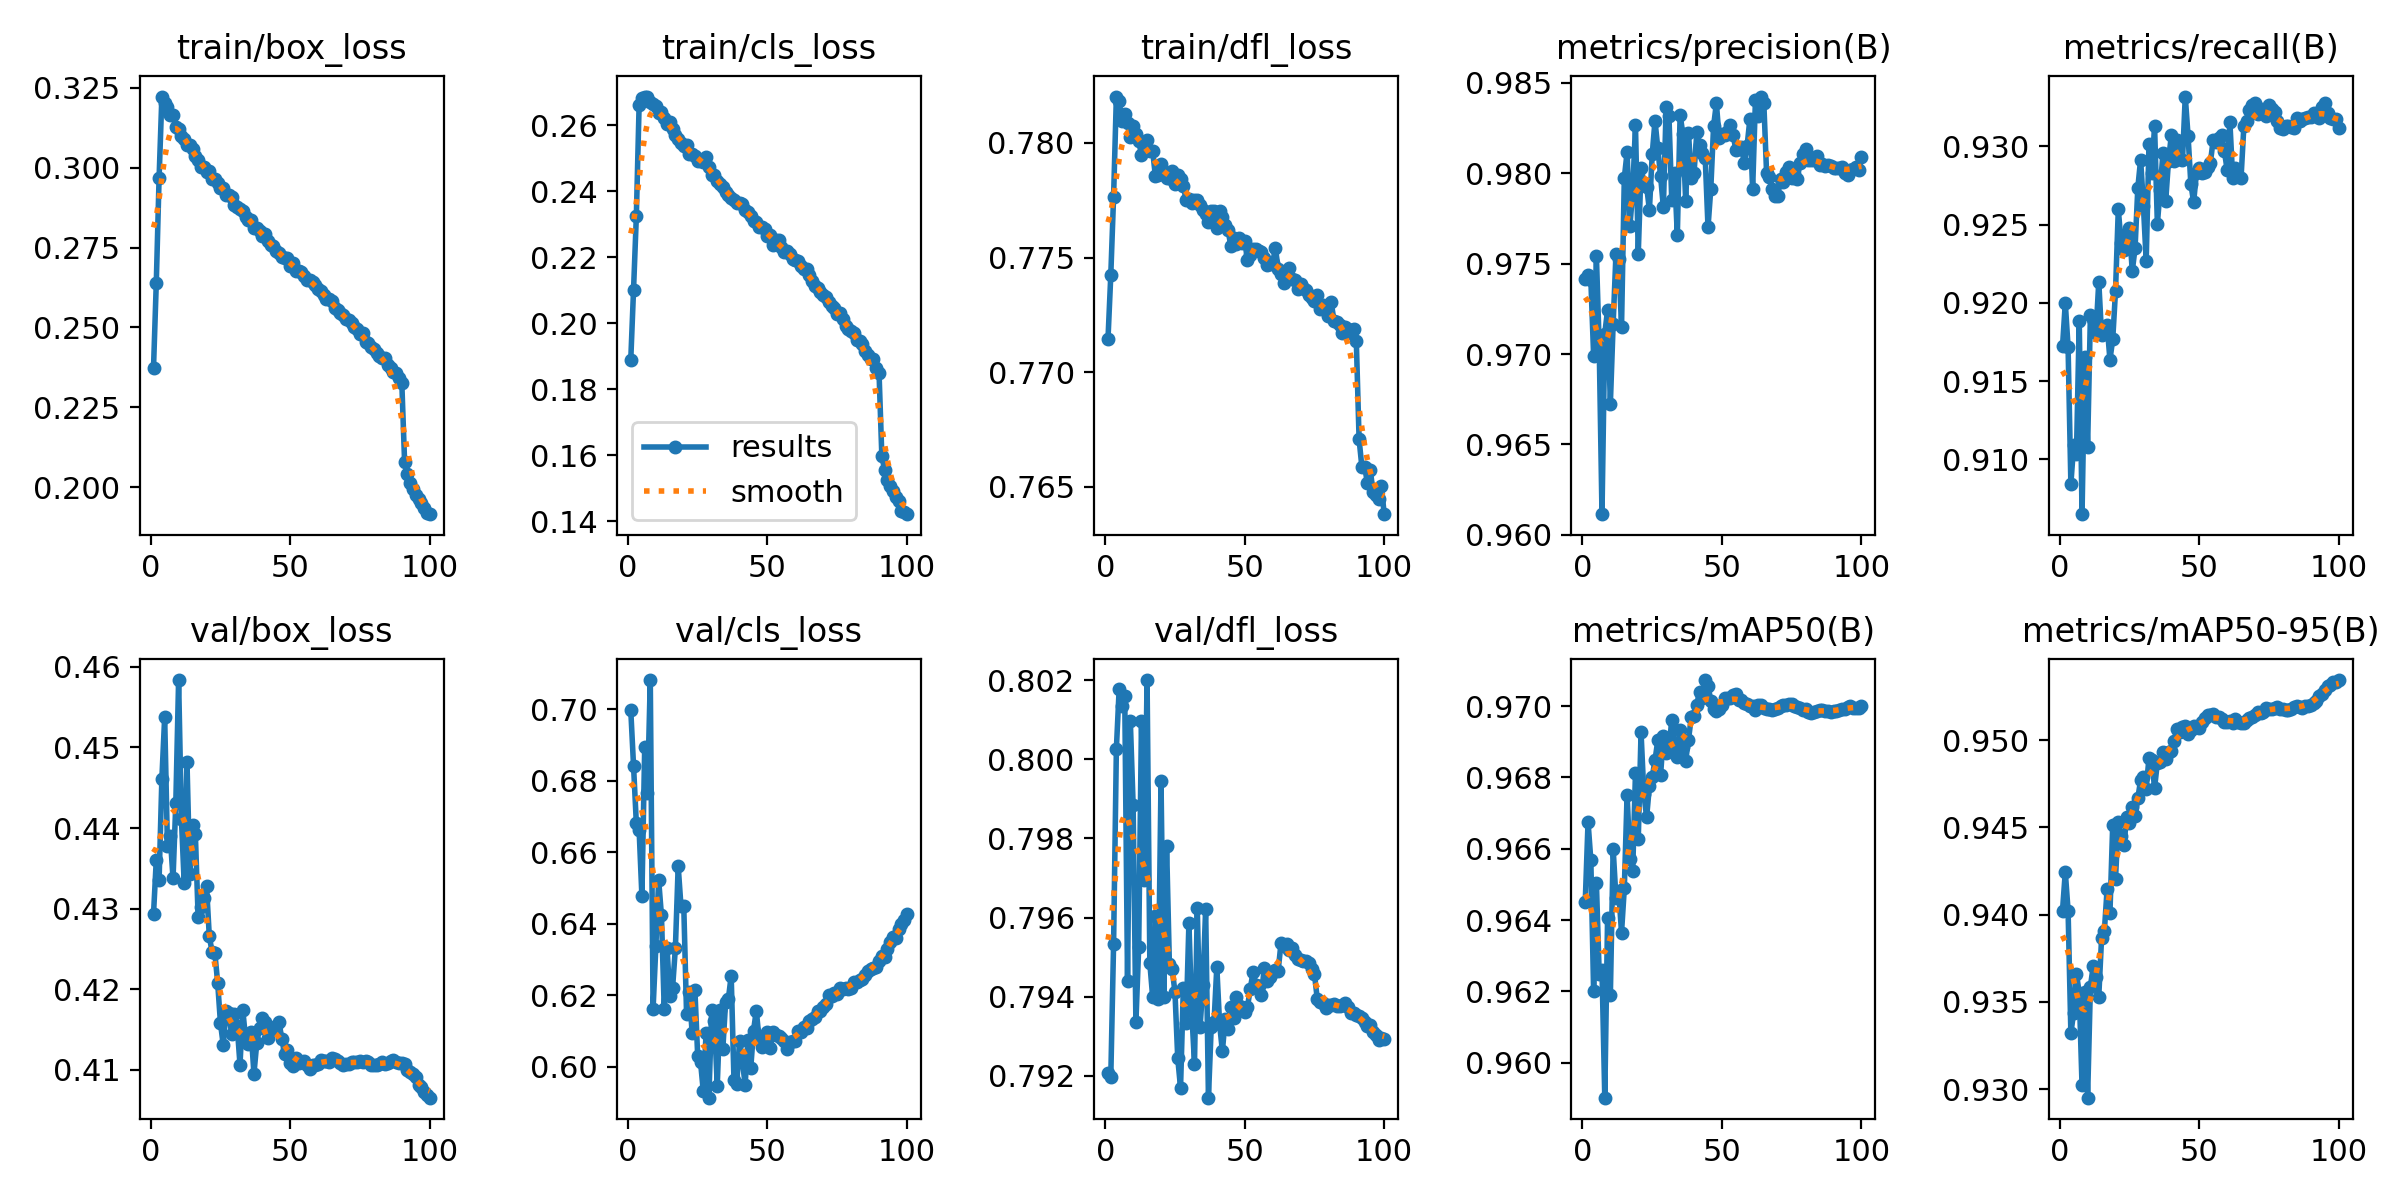 train/box_loss
0.325
0.300
0.275
0.250
0.225
0.200
0 50 100
train/cls_loss
0.26
0.24
0.22
0.20
0.18
0.16
0.14
results
smooth
0 50 100
train/dfl_loss
0.780
0.775
0.770
0.765
0 50 100
metrics/precision(B)
0.985
0.980
0.975
0.970
0.965
0.960
0 50 100
metrics/recall(B)
0.930
0.925
0.920
0.915
0.910
0 50 100
val/box_loss
0.46
0.45
0.44
0.43
0.42
0.41
0 50 100
val/cls_loss
0.70
0.68
0.66
0.64
0.62
0.60
0 50 100
val/dfl_loss
0.802
0.800
0.798
0.796
0.794
0.792
0 50 100
metrics/mAP50(B)
0.970
0.968
0.966
0.964
0.962
0.960
0 50 100
metrics/mAP50-95(B)
0.950
0.945
0.940
0.935
0.930
0 50 100